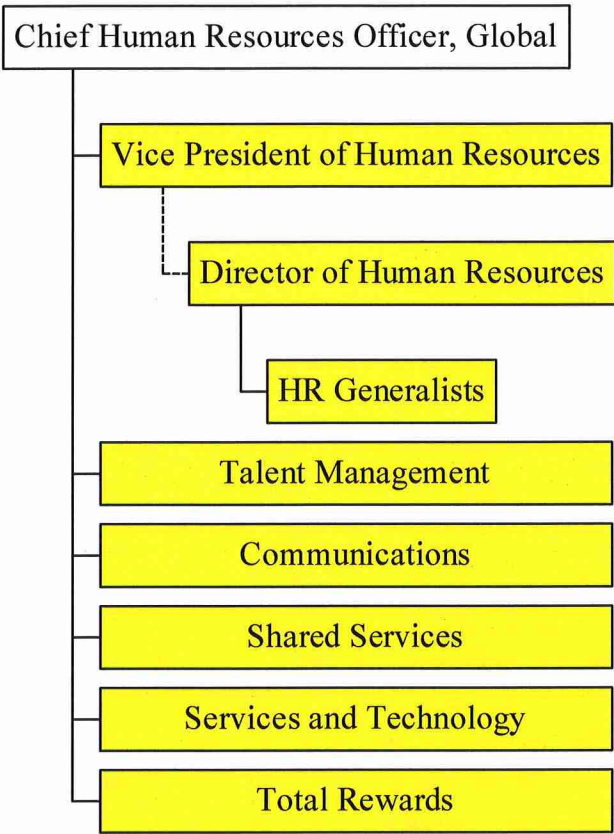 Chief Human Resources Officer, Global
Vice President of Human Resources
Director of Human Resources
HR Generalists
Talent Management
Communications
Shared Services
Services and Technology
Total Rewards